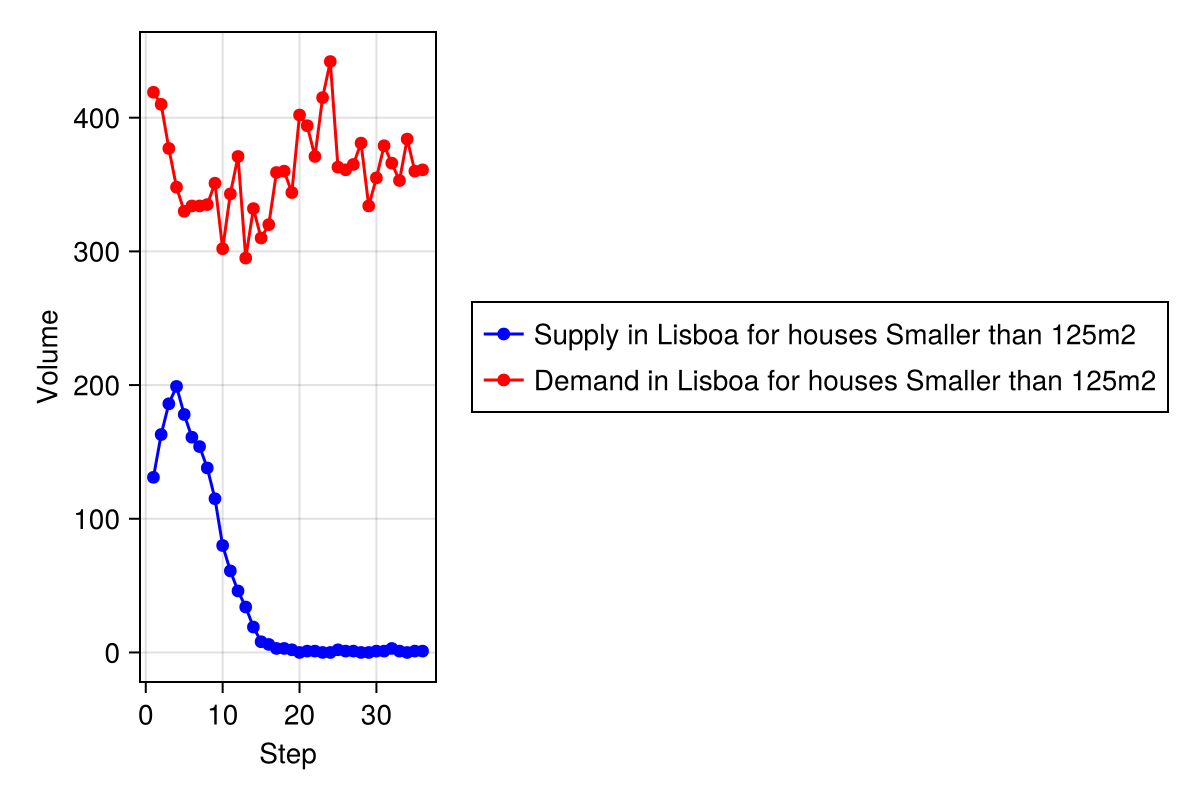 400
300
200
100
0
Volume
0 10 20 30
Step
Supply in Lisboa for houses Smaller than 125m2
Demand in Lisboa for houses Smaller than 125m2